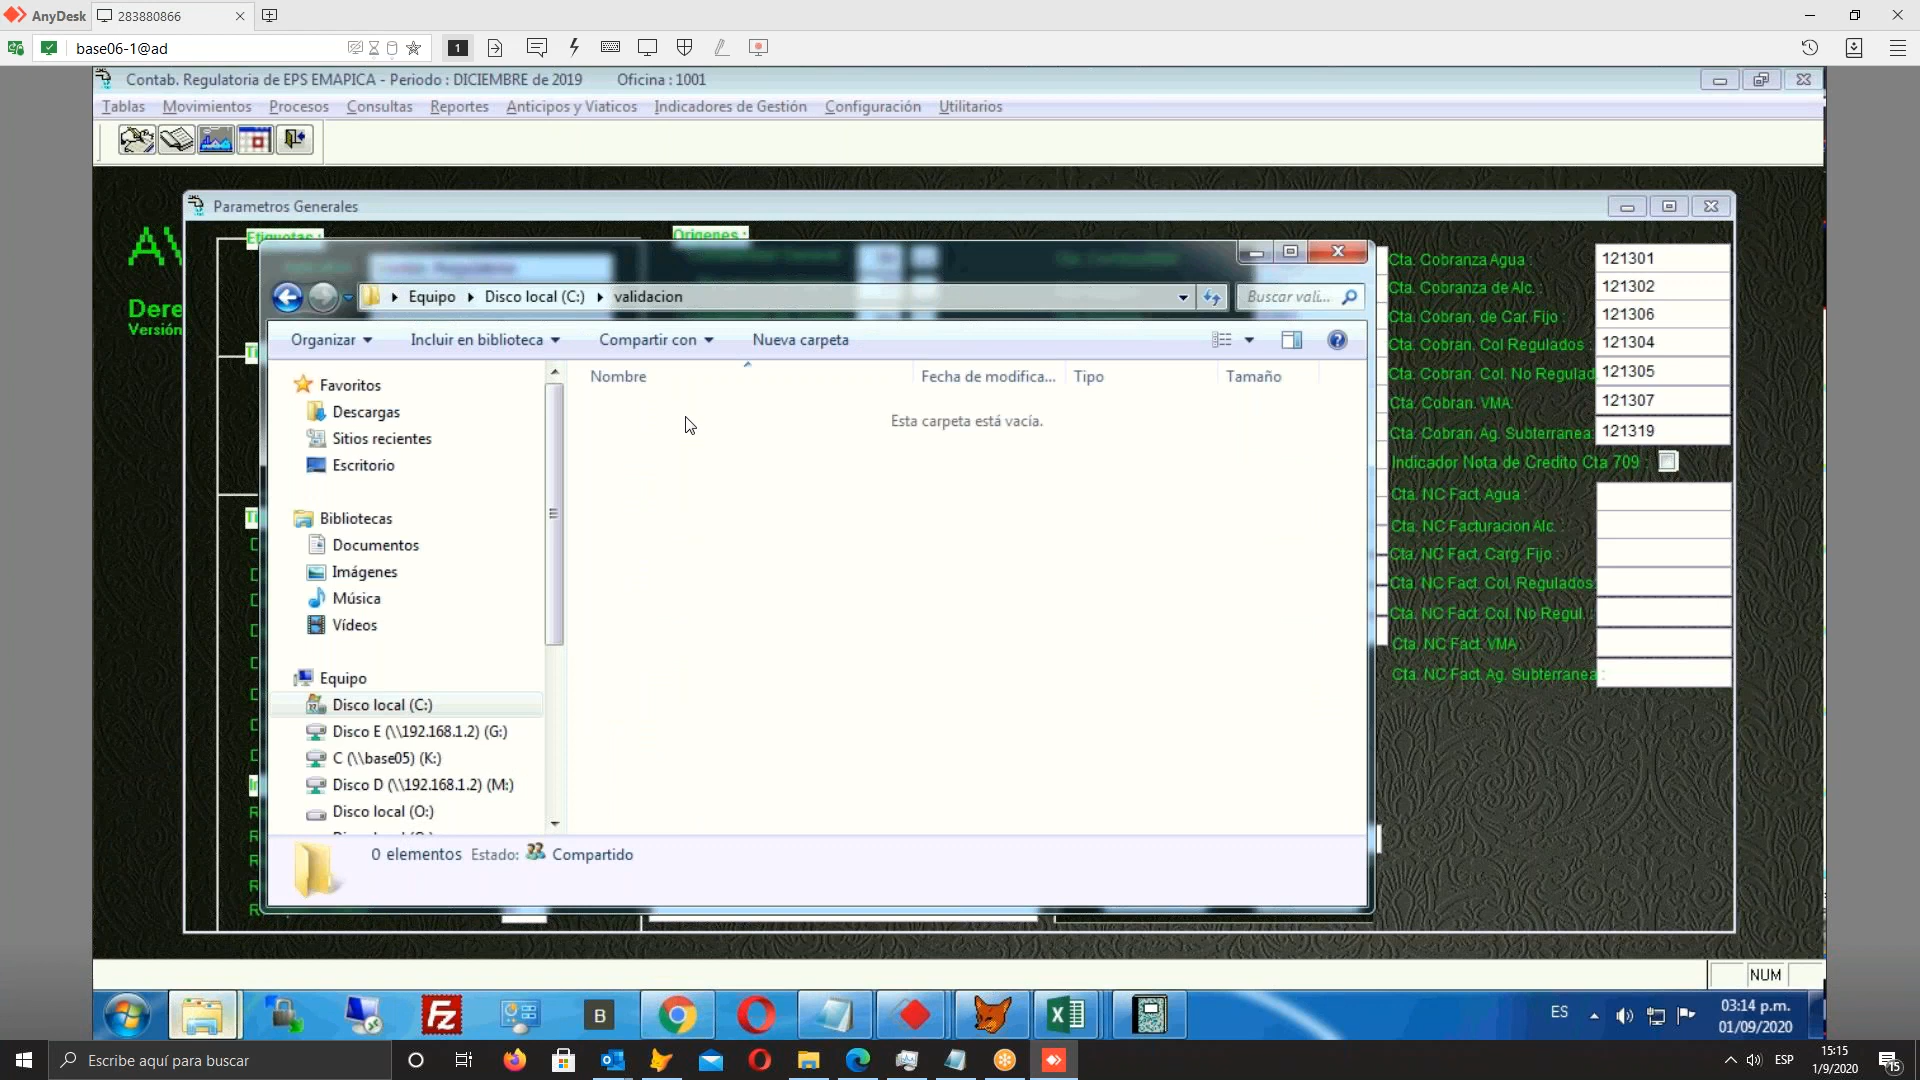 AnyDesk
283880866
base06-1@ad
1
Contab. Regulatoria de EPS EMAPICA - Periodo : DICIEMBRE de 2019 Oficina : 1001
Tablas Movimientos Procesos Consultas Reportes Anticipos y Viaticos Indicadores de Gestión Configuración Utilitarios
Parametros Generales
Etiquetas :
Origenes :
Dere
Versión
Equipo Disco local (C:) validacion
Buscar vali...
Organizar Incluir en biblioteca Compartir con Nueva carpeta
Nombre Fecha de modifica... Tipo Tamaño
Esta carpeta está vacía.
Favoritos
Descargas
Sitios recientes
Escritorio
Bibliotecas
Documentos
Imágenes
Música
Vídeos
Equipo
Disco local (C:)
Disco E (\\192.168.1.2) (G:)
C (\\base05) (K:)
Disco D (\\192.168.1.2) (M:)
Disco local (O:)
0 elementos Estado: Compartido
Cta. Cobranza Agua : 121301
Cta. Cobranza de Alc. : 121302
Cta. Cobran. de Car. Fijo : 121306
Cta. Cobran. Col Regulados : 121304
Cta. Cobran. Col. No Regulad 121305
Cta. Cobran. VMA: 121307
Cta. Cobran. Ag. Subterranea: 121319
Indicador Nota de Credito Cta 709 :
Cta. NC Fact. Agua :
Cta. NC Facturacion Alc. :
Cta. NC Fact. Carg. Fijo :
Cta. NC Fact. Col. Regulados:
Cta. NC Fact. Col. No Regul. :
Cta. NC Fact. VMA:
Cta. NC Fact. Ag. Subterranea :
NUM
B
ES
03:14 p.m.
01/09/2020
Escribe aquí para buscar
ESP
15:15
1/9/2020
15